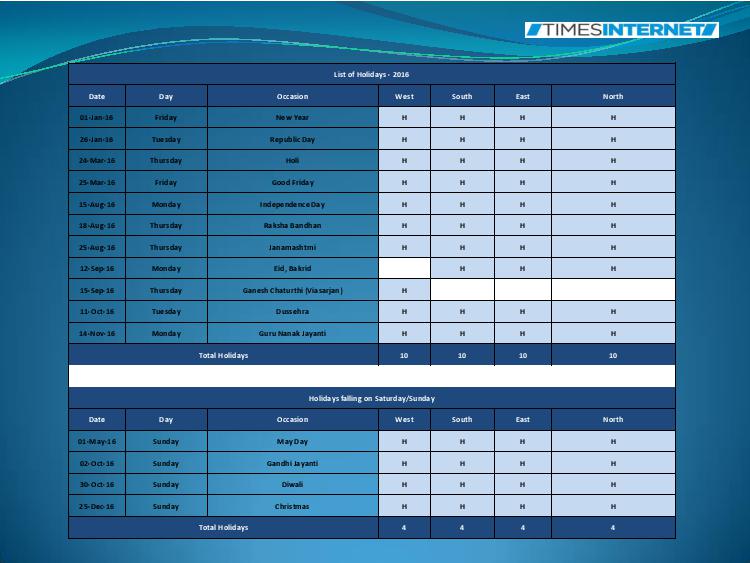 TIMESINTERNET
List of Holidays - 2016
Date Day Occasion West South East North
01-Jan-16 Friday New Year H H H H
26-Jan-16 Tuesday Republic Day H H H H
24-Mar-16 Thursday Holi H H H H
25-Mar-16 Friday Good Friday H H H H
15-Aug-16 Monday Independence Day H H H H
18-Aug-16 Thursday Raksha Bandhan H H H H
25-Aug-16 Thursday Janamashtmi H H H H
12-Sep-16 Monday Eid, Bakrid H H H
15-Sep-16 Thursday Ganesh Chaturthi (Viasarjan) H
11-Oct-16 Tuesday Dussehra H H H H
14-Nov-16 Monday Guru Nanak Jayanti H H H H
Total Holidays 10 10 10 10
Holidays falling on Saturday/Sunday
Date Day Occasion West South East North
01-May-16 Sunday May Day H H H H
02-Oct-16 Sunday Gandhi Jayanti H H H H
30-Oct-16 Sunday Diwali H H H H
25-Dec-16 Sunday Christmas H H H H
Total Holidays 4 4 4 4